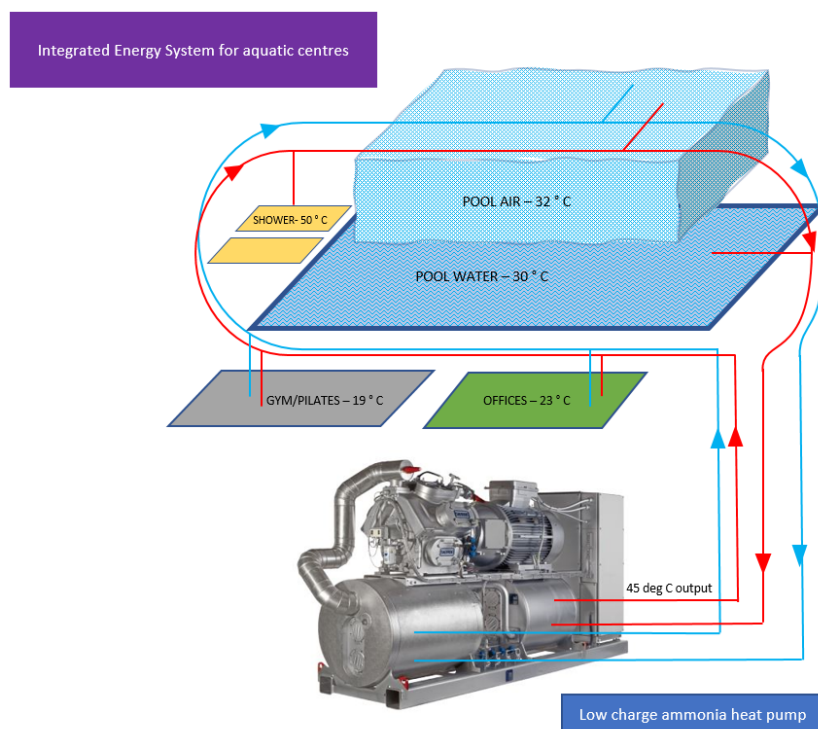 Integrated Energy System for aquatic centres
POOL AIR – 32 ° C
SHOWER- 50 ° C
POOL WATER – 30 ° C
GYM/PILATES – 19 ° C
OFFICES – 23 ° C
45 deg C output
Low charge ammonia heat pump